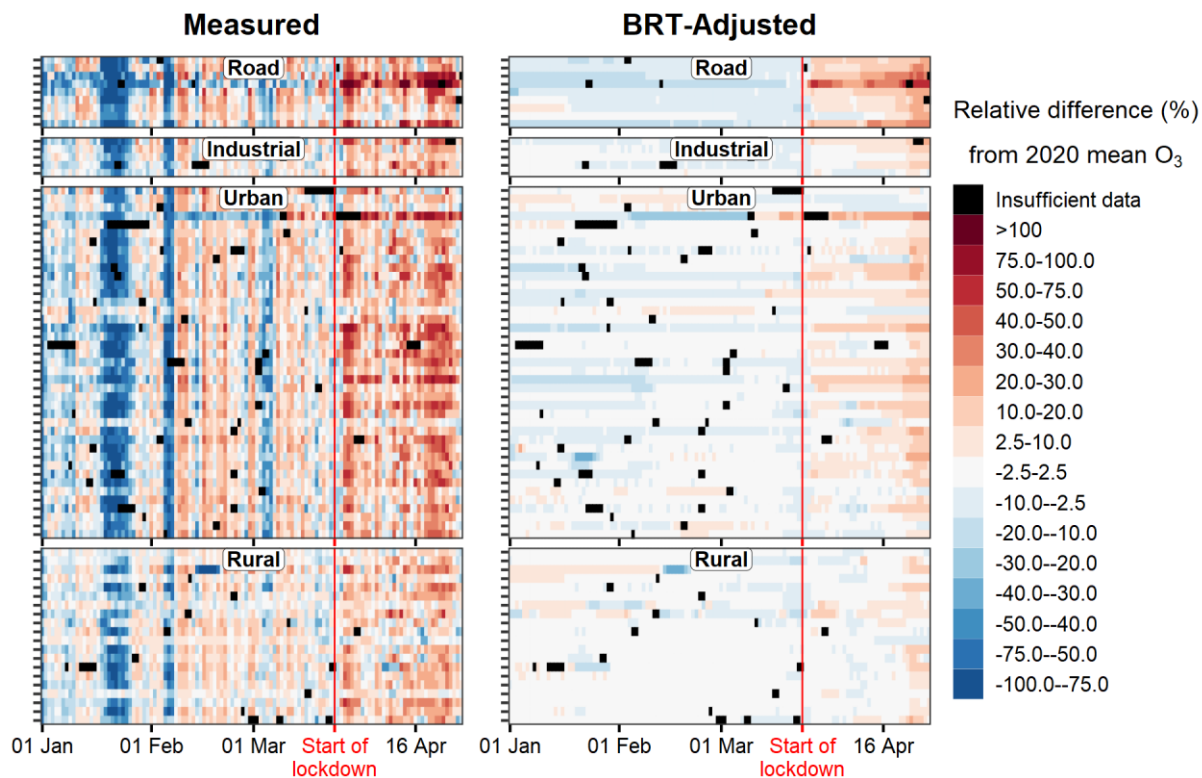 Measured
BRT-Adjusted
Road
Industrial
Urban
Rural
01 Jan
01 Feb
01 Mar
Start of
lockdown
16 Apr
Road
Industrial
Urban
Rural
01 Jan
01 Feb
01 Mar
Start of
lockdown
16 Apr
Relative difference (%)
from 2020 mean O₃
Insufficient data
>100
75.0-100.0
50.0-75.0
40.0-50.0
30.0-40.0
20.0-30.0
10.0-20.0
2.5-10.0
-2.5-2.5
-10.0--2.5
-20.0--10.0
-30.0--20.0
-40.0--30.0
-50.0--40.0
-75.0--50.0
-100.0--75.0